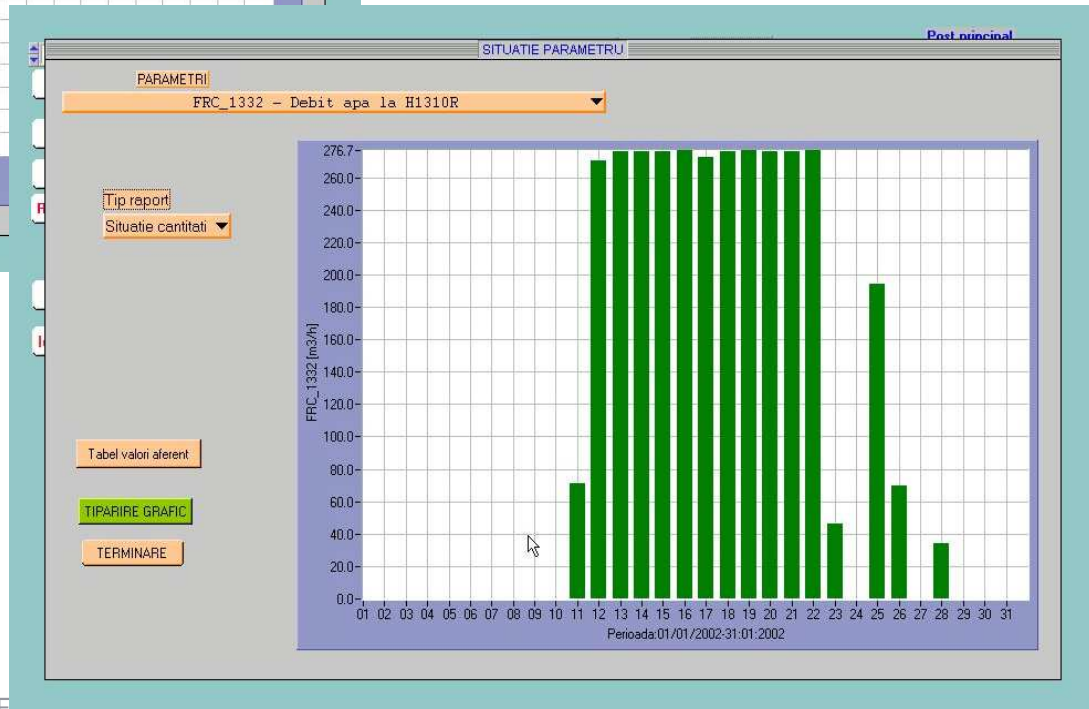 Post principal
SITUATIE PARAMETRU
PARAMETRI
FRC_1332 - Debit apa la H1310R
Tip raport
Situatie cantitati
R
Tabel valori aferent
TIPARIRE GRAFIC
TERMINARE
FRC_1332 [m3/h]
276.7
260.0
240.0
220.0
200.0
180.0
160.0
140.0
120.0
100.0
80.0
60.0
40.0
20.0
0.0
01 02 03 04 05 06 07 08 09 10 11 12 13 14 15 16 17 18 19 20 21 22 23 24 25 26 27 28 29 30 31
Perioada:01/01/2002-31:01:2002